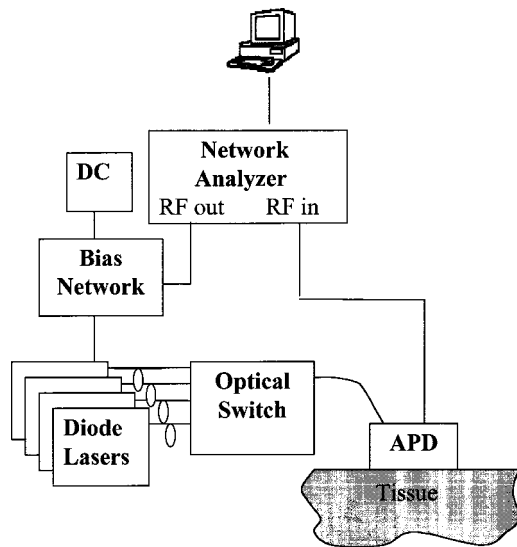 Network
Analyzer
RF out RF in
DC
Bias
Network
Optical
Switch
Diode
Lasers
APD
Tissue